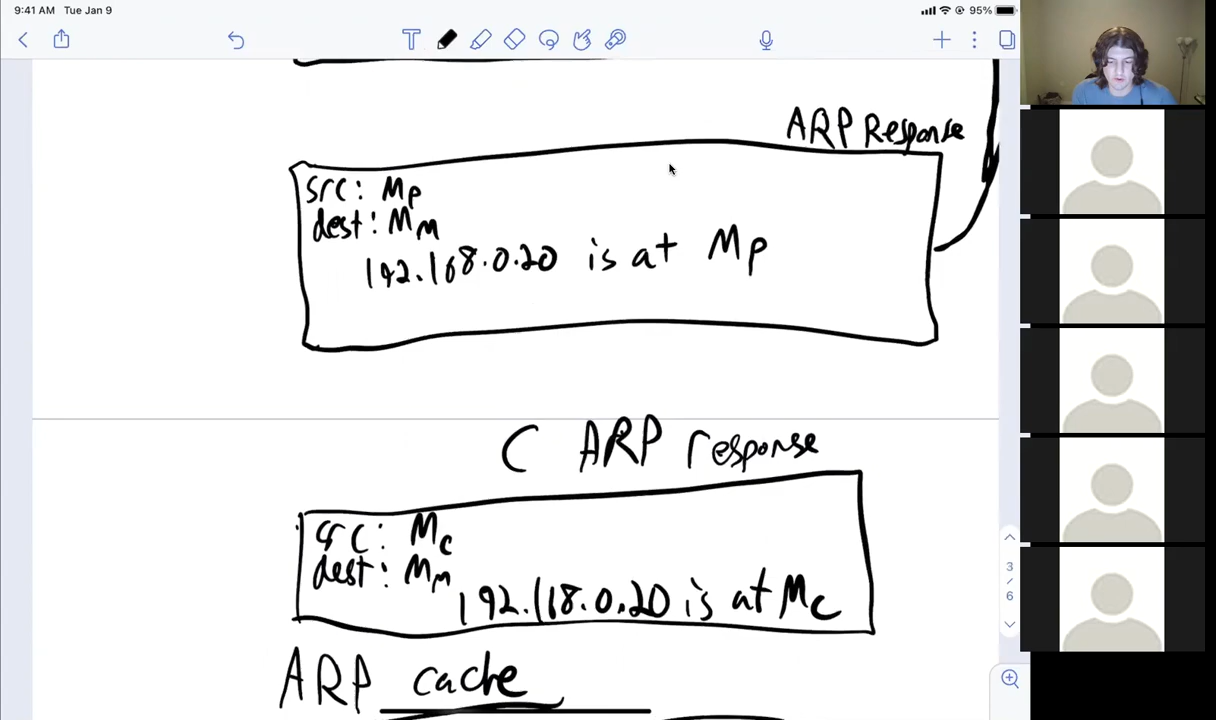 9:41 AM Tue Jan 9
95%
T
ARP Response
src: Mp
dest: MM
192.168.0.20 is at Mp
C ARP response
src: Mc
dest: MM
192.168.0.20 is at Mc
3
/
6
ARP cache